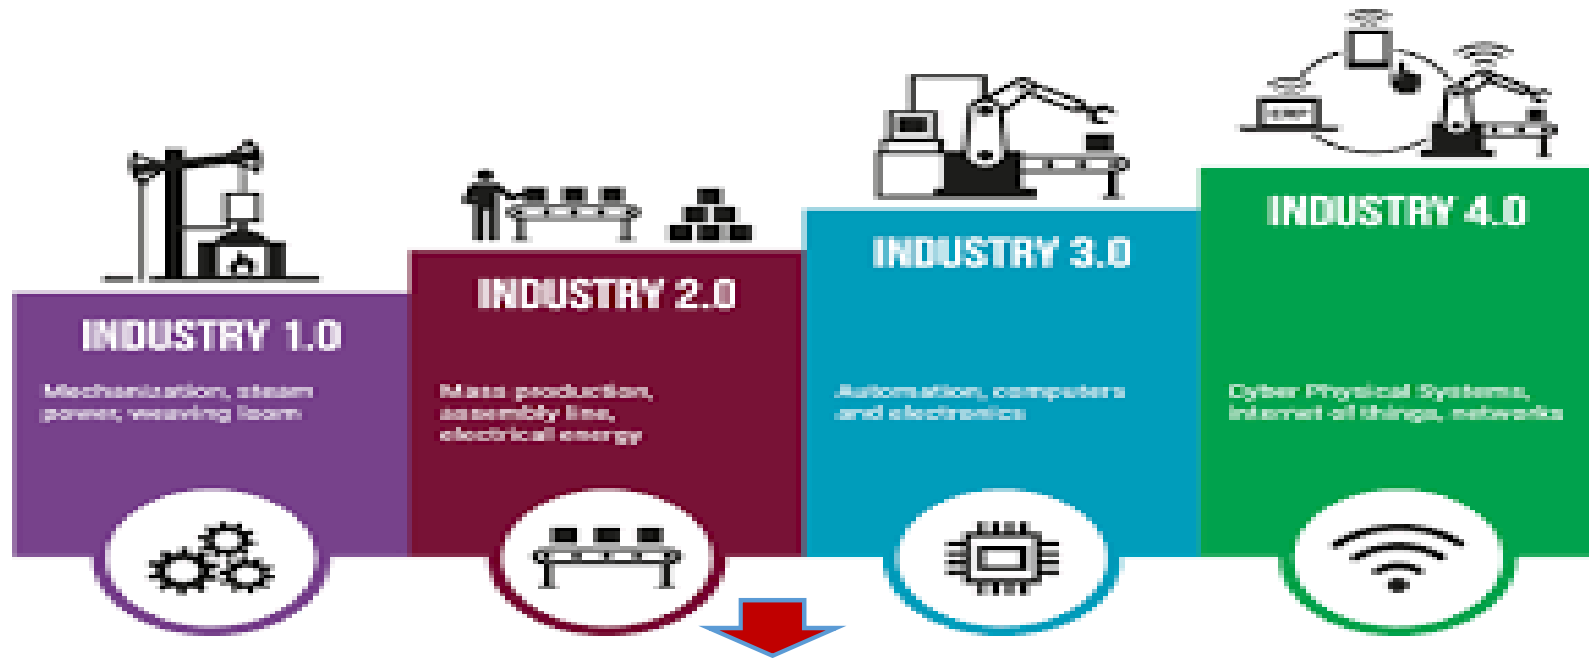 INDUSTRY 1.0
Mechanization, steam
power, weaving loom
INDUSTRY 2.0
Mass production,
assembly line,
electrical energy
INDUSTRY 3.0
Automation, computers
and electronics
INDUSTRY 4.0
Cyber Physical Systems,
internet of things, networks